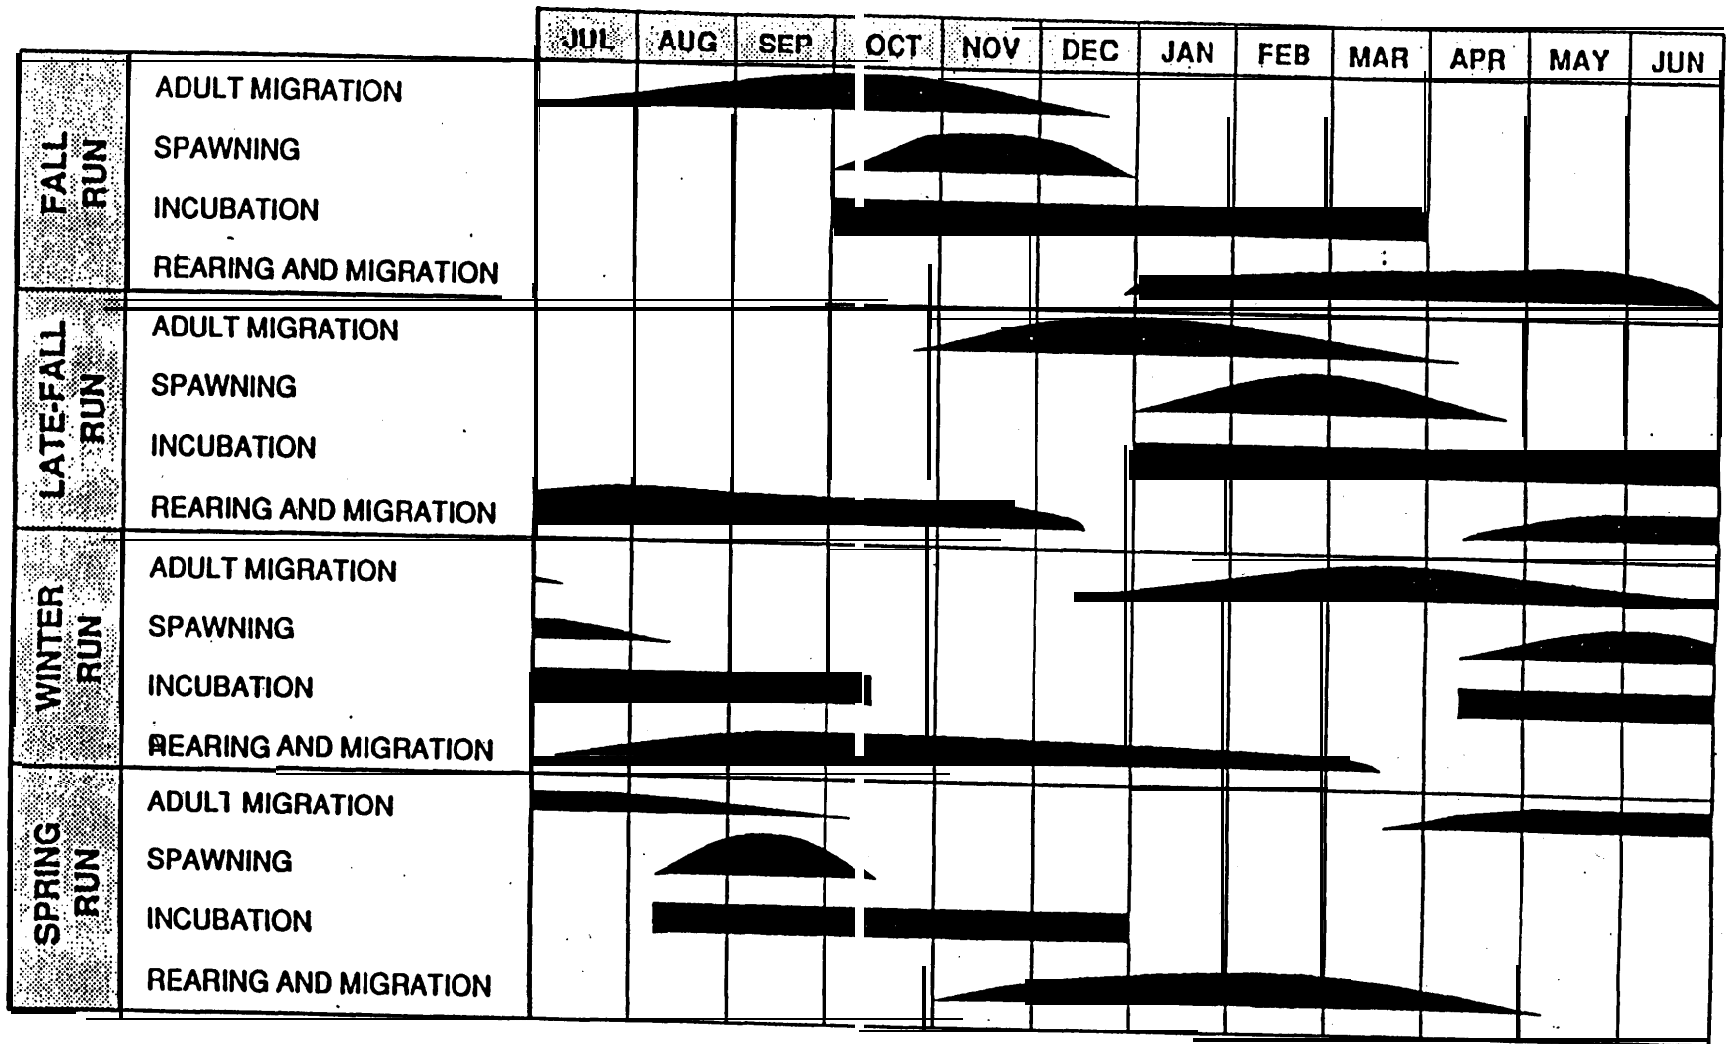 JUL AUG SEP OCT NOV DEC JAN FEB MAR APR MAY JUN
FALL
RUN
ADULT MIGRATION
SPAWNING
INCUBATION
REARING AND MIGRATION
LATE-FALL
RUN
ADULT MIGRATION
SPAWNING
INCUBATION
REARING AND MIGRATION
WINTER
RUN
ADULT MIGRATION
SPAWNING
INCUBATION
REARING AND MIGRATION
SPRING
RUN
ADULT MIGRATION
SPAWNING
INCUBATION
REARING AND MIGRATION